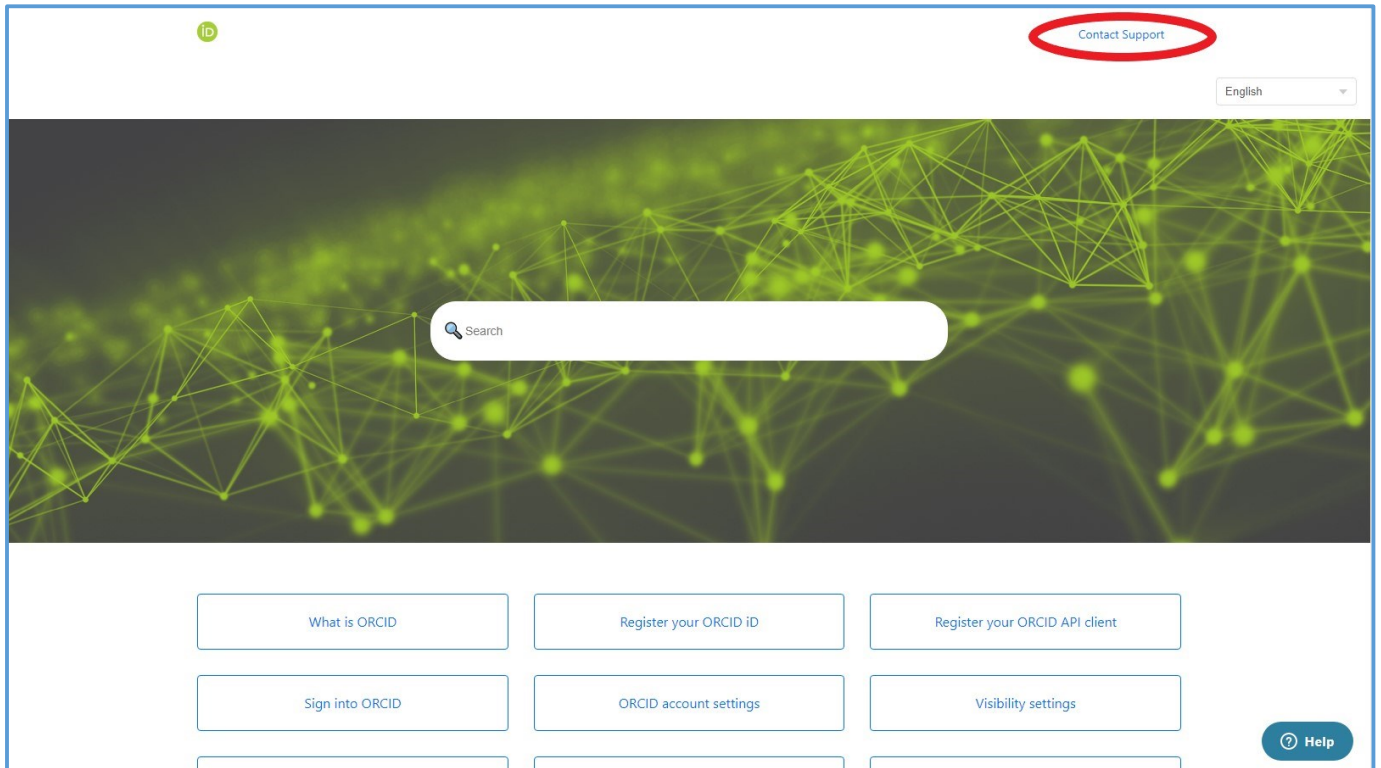 iD
Contact Support
English
Search
What is ORCID
Register your ORCID iD
Register your ORCID API client
Sign into ORCID
ORCID account settings
Visibility settings
? Help